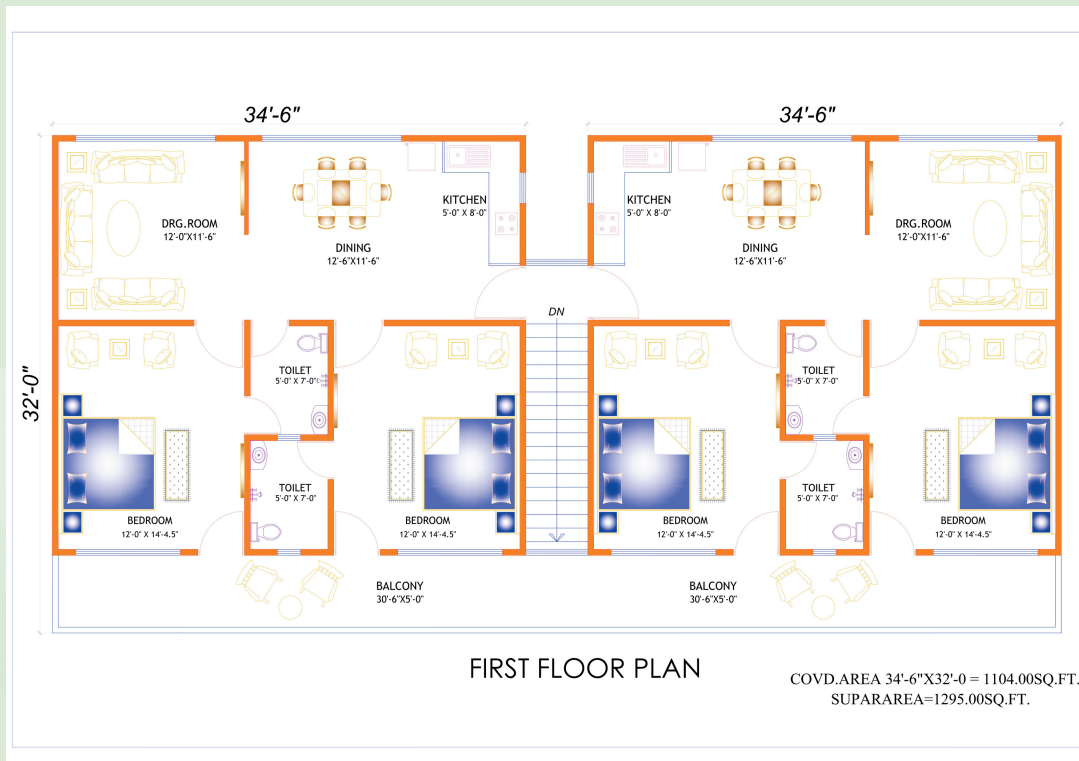 34'-6"
34'-6"
32'-0"
DRG.ROOM
12'-0"X11'-6"
DINING
12'-6"X11'-6"
KITCHEN
5'-0" X 8'-0"
KITCHEN
5'-0" X 8'-0"
DINING
12'-6"X11'-6"
DRG.ROOM
12'-0"X11'-6"
DN
TOILET
5'-0" X 7'-0"
TOILET
5'-0" X 7'-0"
TOILET
5'-0" X 7'-0"
TOILET
5'-0" X 7'-0"
BEDROOM
12'-0" X 14'-4.5"
BEDROOM
12'-0" X 14'-4.5"
BEDROOM
12'-0" X 14'-4.5"
BEDROOM
12'-0" X 14'-4.5"
BALCONY
30'-6"X5'-0"
BALCONY
30'-6"X5'-0"
FIRST FLOOR PLAN
COVD.AREA 34'-6"X32'-0 = 1104.00SQ.FT.
SUPARAREA=1295.00SQ.FT.